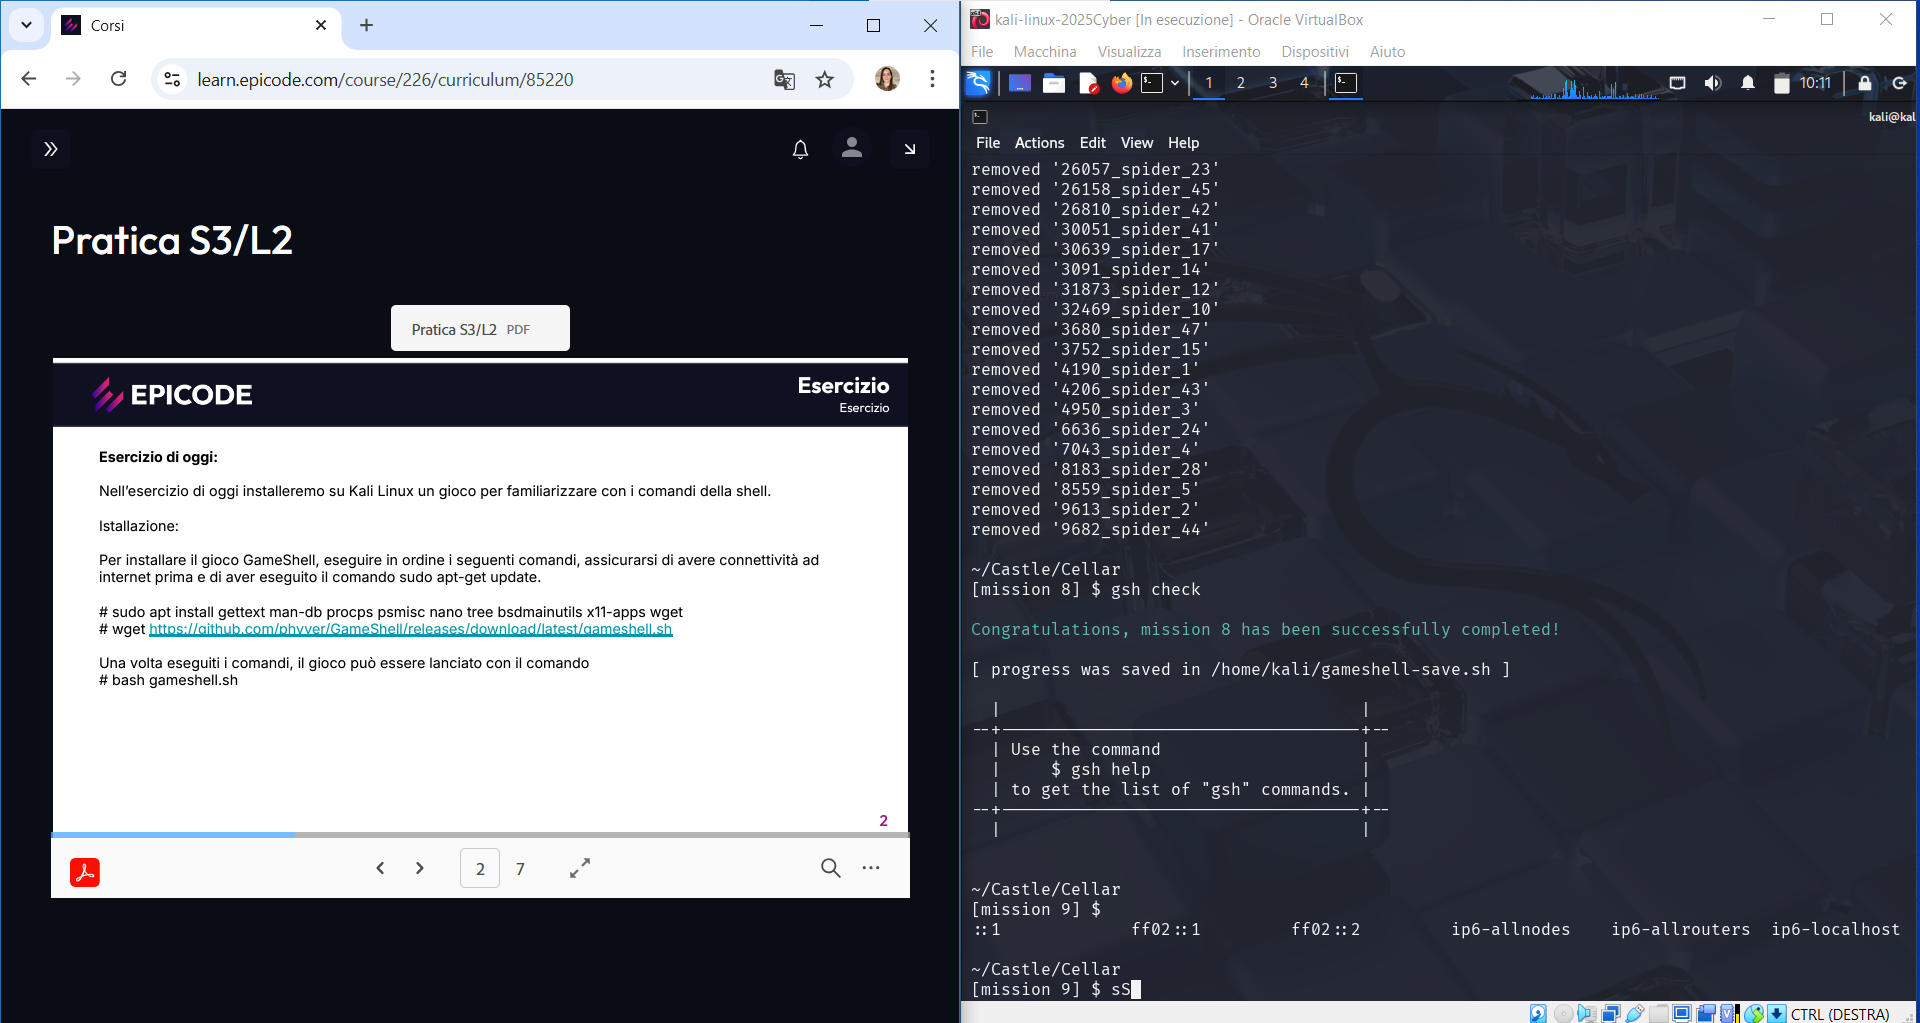 Corsi
learn.epicode.com/course/226/curriculum/85220
Pratica S3/L2
Pratica S3/L2 PDF
EPICODE
Esercizio
Esercizio
Esercizio di oggi:
Nell'esercizio di oggi installeremo su Kali Linux un gioco per familiarizzare con i comandi della shell.
Istallazione:
Per installare il gioco GameShell, eseguire in ordine i seguenti comandi, assicurarsi di avere connettività ad
internet prima e di aver eseguito il comando sudo apt-get update.
# sudo apt install gettext man-db procps psmisc nano tree bsdmainutils x11-apps wget
# wget https://github.com/phyver/GameShell/releases/download/latest/gameshell.sh
Una volta eseguiti i comandi, il gioco può essere lanciato con il comando
# bash gameshell.sh
2
2 7
kali-linux-2025Cyber [In esecuzione] - Oracle VirtualBox
File Macchina Visualizza Inserimento Dispositivi Aiuto
1 2 3 4 10:11
kali@kal
File Actions Edit View Help
removed '26057_spider_23'
removed '26158_spider_45'
removed '26810_spider_42'
removed '30051_spider_41'
removed '30639_spider_17'
removed '3091_spider_14'
removed '31873_spider_12'
removed '32469_spider_10'
removed '3680_spider_47'
removed '3752_spider_15'
removed '4190_spider_1'
removed '4206_spider_43'
removed '4950_spider_3'
removed '6636_spider_24'
removed '7043_spider_4'
removed '8183_spider_28'
removed '8559_spider_5'
removed '9613_spider_2'
removed '9682_spider_44'
~/Castle/Cellar
[mission 8] $ gsh check
Congratulations, mission 8 has been successfully completed!
[ progress was saved in /home/kali/gameshell-save.sh ]
Use the command
$ gsh help
to get the list of "gsh" commands.
~/Castle/Cellar
[mission 9] $
::1 ff02::1 ff02::2 ip6-allnodes ip6-allrouters ip6-localhost
~/Castle/Cellar
[mission 9] $ sS
CTRL (DESTRA)